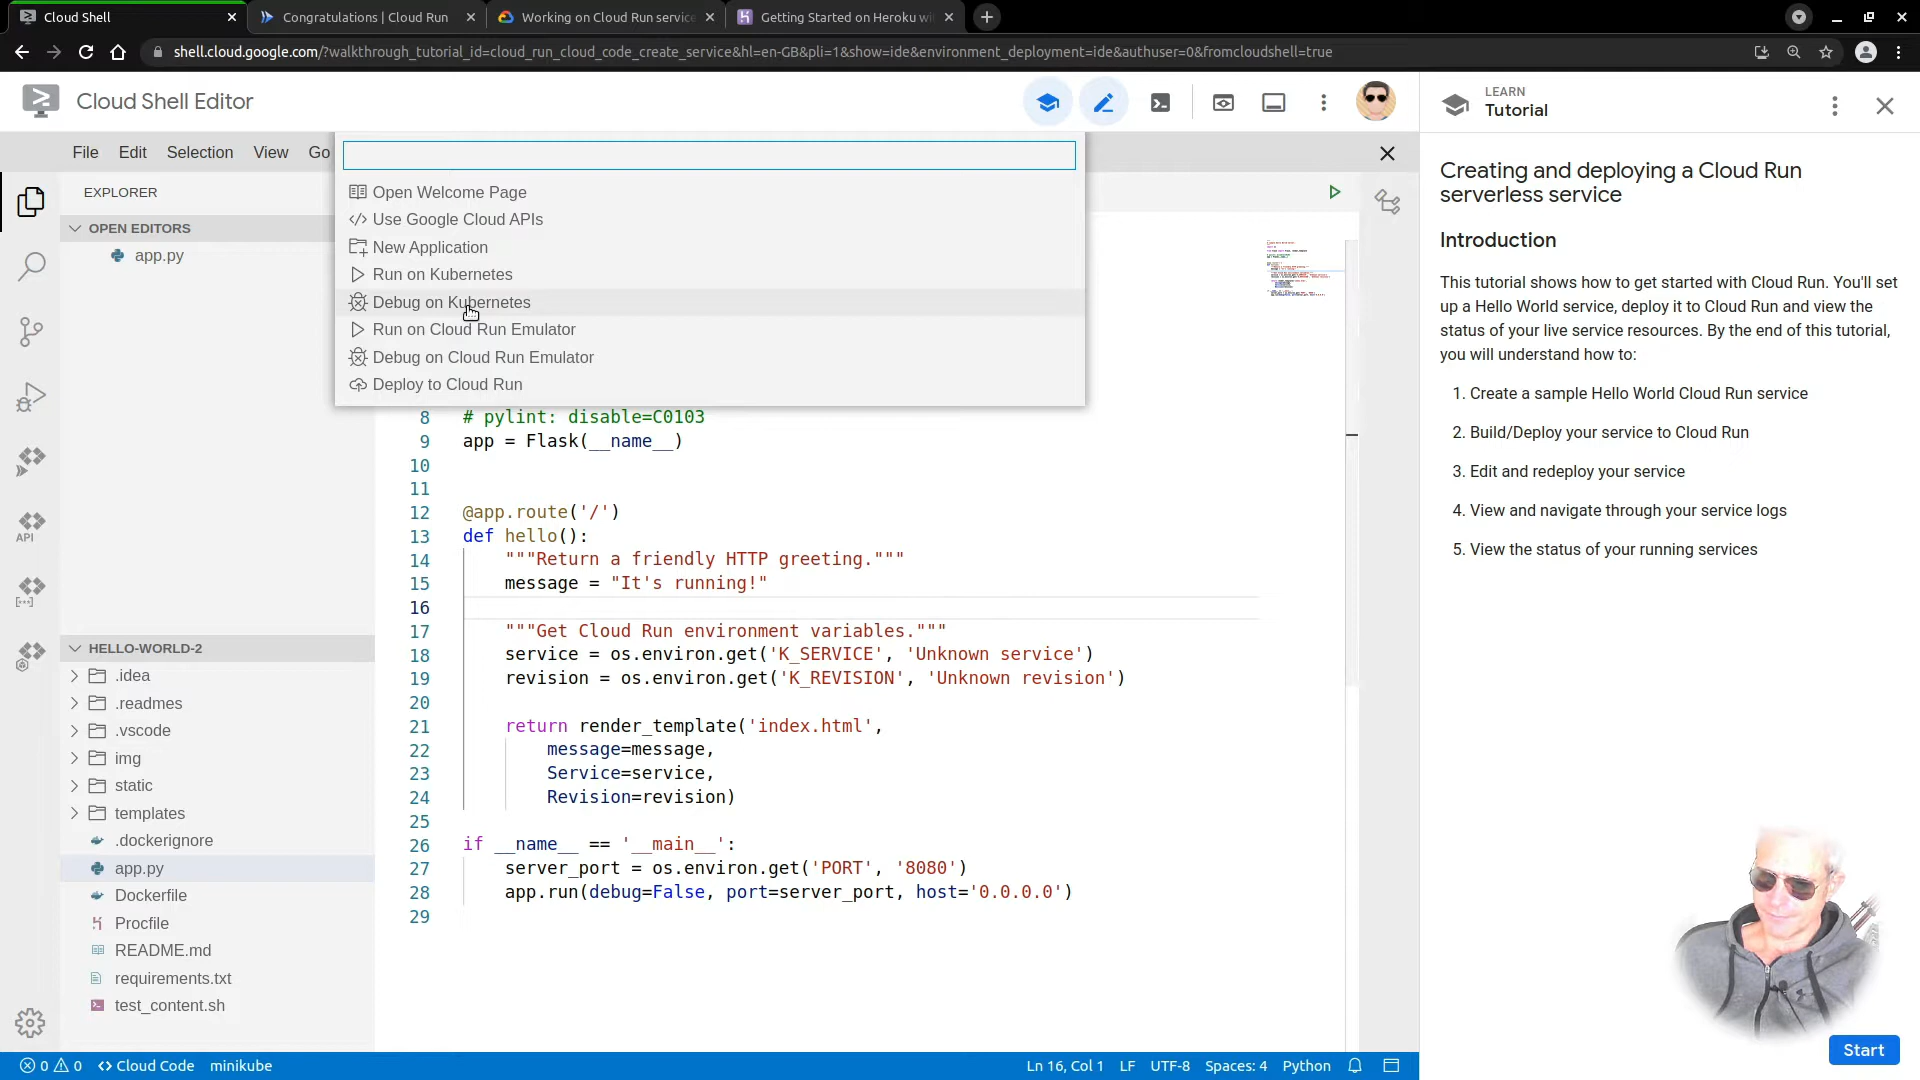 Cloud Shell
Congratulations | Cloud Run
Working on Cloud Run service
Getting Started on Heroku wi
shell.cloud.google.com/?walkthrough_tutorial_id=cloud_run_cloud_code_create_service&hl=en-GB&pli=1&show=ide&environment_deployment=ide&authuser=0&fromcloudshell=true
Cloud Shell Editor
LEARN
Tutorial
File Edit Selection View Go
EXPLORER
OPEN EDITORS
app.py
Open Welcome Page
Use Google Cloud APIs
New Application
Run on Kubernetes
Debug on Kubernetes
Run on Cloud Run Emulator
Debug on Cloud Run Emulator
Deploy to Cloud Run
API
HELLO-WORLD-2
.idea
.readmes
.vscode
img
static
templates
.dockerignore
app.py
Dockerfile
Procfile
README.md
requirements.txt
test_content.sh
8 # pylint: disable=C0103
9 app = Flask(__name__)
10
11
12 @app.route('/')
13 def hello():
14 """Return a friendly HTTP greeting."""
15 message = "It's running!"
16
17 """Get Cloud Run environment variables."""
18 service = os.environ.get('K_SERVICE', 'Unknown service')
19 revision = os.environ.get('K_REVISION', 'Unknown revision')
20
21 return render_template('index.html',
22 message=message,
23 Service=service,
24 Revision=revision)
25
26 if __name__ == '__main__':
27 server_port = os.environ.get('PORT', '8080')
28 app.run(debug=False, port=server_port, host='0.0.0.0')
29
Creating and deploying a Cloud Run
serverless service
Introduction
This tutorial shows how to get started with Cloud Run. You'll set
up a Hello World service, deploy it to Cloud Run and view the
status of your live service resources. By the end of this tutorial,
you will understand how to:
1. Create a sample Hello World Cloud Run service
2. Build/Deploy your service to Cloud Run
3. Edit and redeploy your service
4. View and navigate through your service logs
5. View the status of your running services
Start
0 0 Cloud Code minikube
Ln 16, Col 1 LF UTF-8 Spaces: 4 Python